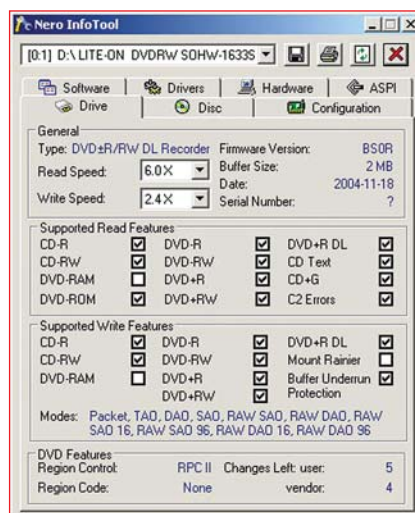 Nero InfoTool
[0:1] D:\ LITE-ON DVDRW SOHW-1633S
Software Drivers Hardware ASPI
Drive Disc Configuration
General
Type: DVD±R/RW DL Recorder Firmware Version: BS0R
Read Speed: 6.0X Buffer Size: 2 MB
Date: 2004-11-18
Write Speed: 2.4X Serial Number: ?
Supported Read Features
CD-R DVD-R DVD+R DL
CD-RW DVD-RW CD Text
DVD-RAM DVD+R CD+G
DVD-ROM DVD+RW C2 Errors
Supported Write Features
CD-R DVD-R DVD+R DL
CD-RW DVD-RW Mount Rainier
DVD-RAM DVD+R Buffer Underrun
DVD+RW Protection
Modes: Packet, TAO, DAO, SAO, RAW SAO, RAW DAO, RAW
SAO 16, RAW SAO 96, RAW DAO 16, RAW DAO 96
DVD Features
Region Control: RPC II Changes Left: user: 5
Region Code: None vendor: 4